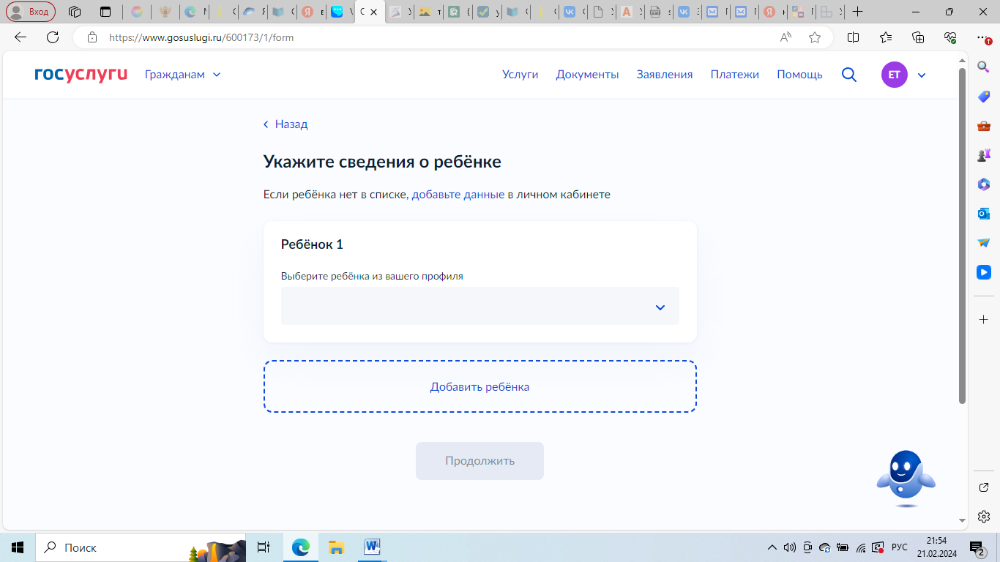 Вход
https://www.gosuslugi.ru/600173/1/form
госуслуги
Гражданам
Услуги
Документы
Заявления
Платежи
Помощь
ЕТ
Назад
Укажите сведения о ребёнке
Если ребёнка нет в списке, добавьте данные в личном кабинете
Ребёнок 1
Выберите ребёнка из вашего профиля
Добавить ребёнка
Продолжить
Поиск
РУС
21:54
21.02.2024
2